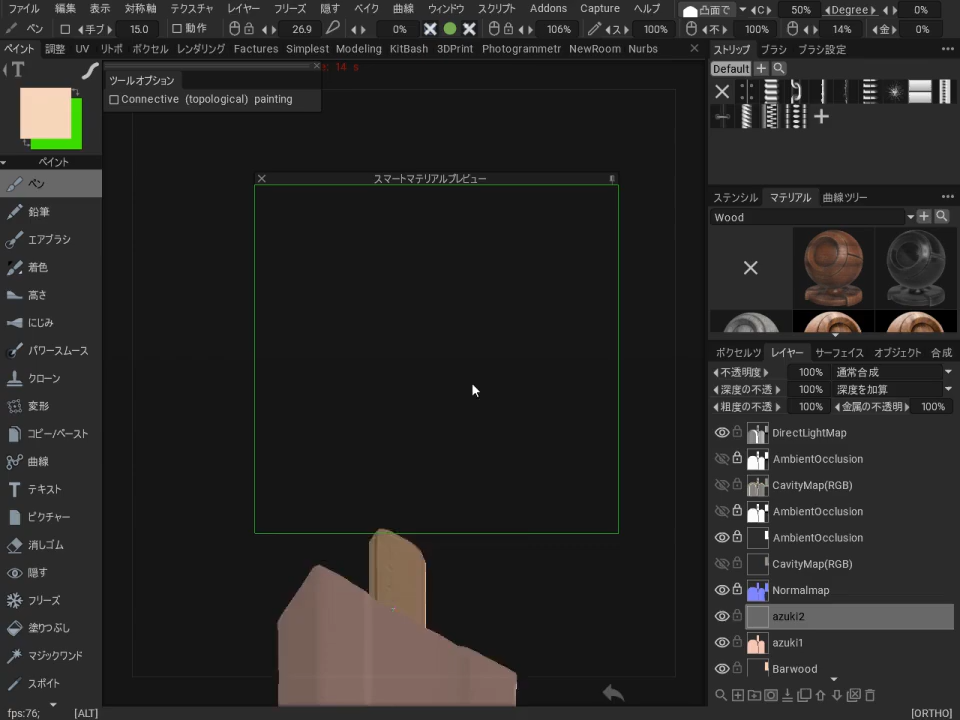 ファイル 編集 表示 対称軸 テクスチャ レイヤー フリーズ 隠す ベイク 曲線 ウィンドウ スクリプト Addons Capture ヘルプ 凸面で <C> 50% Degree 0%
ペン <手ブ> 15.0 動作 26.9 0% 106% <ス> 100% <不> 100% 14% <金> 0%
ペイント 調整 UV リトポ ボクセル レンダリング Factures Simplest Modeling KitBash 3DPrint Photogrammetr NewRoom Nurbs ストリップ ブラシ ブラシ設定
t: 14 s
Default
ツールオプション
Connective (topological) painting
ペイント
ペン
鉛筆
エアブラシ
着色
高さ
にじみ
パワースムース
クローン
変形
コピー/ペースト
曲線
テキスト
ピクチャー
消しゴム
隠す
フリーズ
塗りつぶし
マジックワンド
スポイト
スマートマテリアルプレビュー
ステンシル マテリアル 曲線ツリー
Wood
ボクセルツ レイヤー サーフェイス オブジェクト 合成
不透明度 100% 通常合成
深度の不透 100% 深度を加算
粗度の不透 100% 金属の不透明 100%
DirectLightMap
AmbientOcclusion
CavityMap(RGB)
AmbientOcclusion
AmbientOcclusion
CavityMap(RGB)
Normalmap
azuki2
azuki1
Barwood
fps:76; [ALT] [ORTHO]